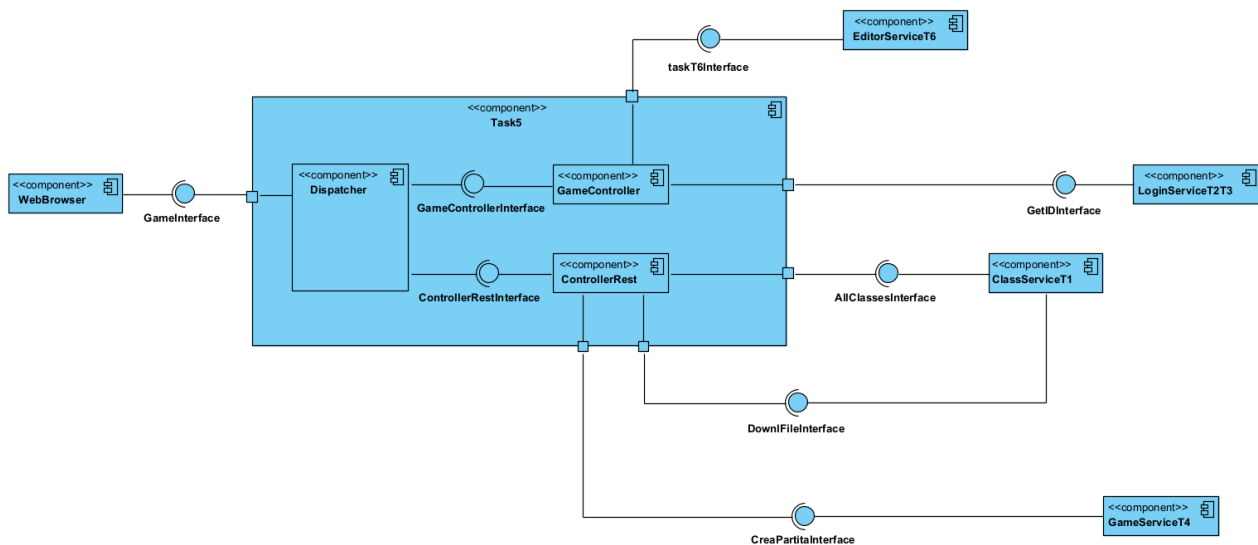 <<component>>
EditorServiceT6
taskT6Interface
<<component>>
Task5
<<component>>
WebBrowser
GameInterface
<<component>>
Dispatcher
GameControllerInterface
<<component>>
GameController
GetIDInterface
<<component>>
LoginServiceT2T3
ControllerRestInterface
<<component>>
ControllerRest
AllClassesInterface
<<component>>
ClassServiceT1
DownlFileInterface
<<component>>
GameServiceT4
CreaPartitaInterface